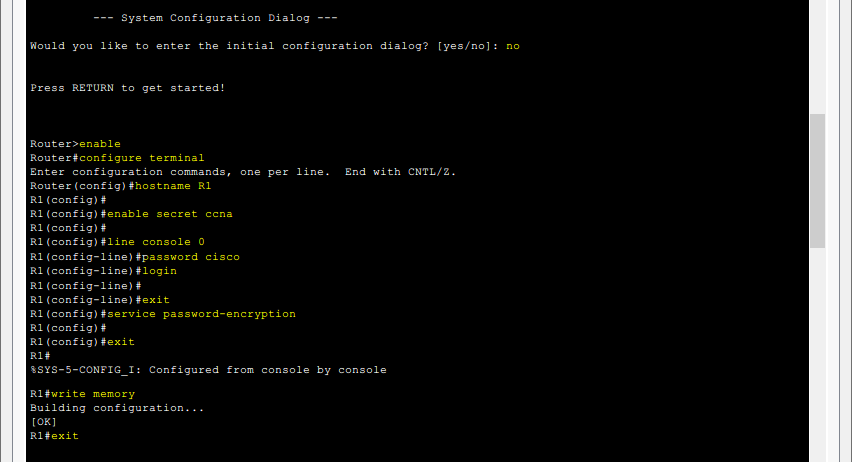 --- System Configuration Dialog ---
Would you like to enter the initial configuration dialog? [yes/no]: no
Press RETURN to get started!
Router>enable
Router#configure terminal
Enter configuration commands, one per line.  End with CNTL/Z.
Router(config)#hostname R1
R1(config)#
R1(config)#enable secret ccna
R1(config)#
R1(config)#line console 0
R1(config-line)#password cisco
R1(config-line)#login
R1(config-line)#
R1(config-line)#exit
R1(config)#service password-encryption
R1(config)#
R1(config)#exit
R1#
%SYS-5-CONFIG_I: Configured from console by console
R1#write memory
Building configuration...
[OK]
R1#exit